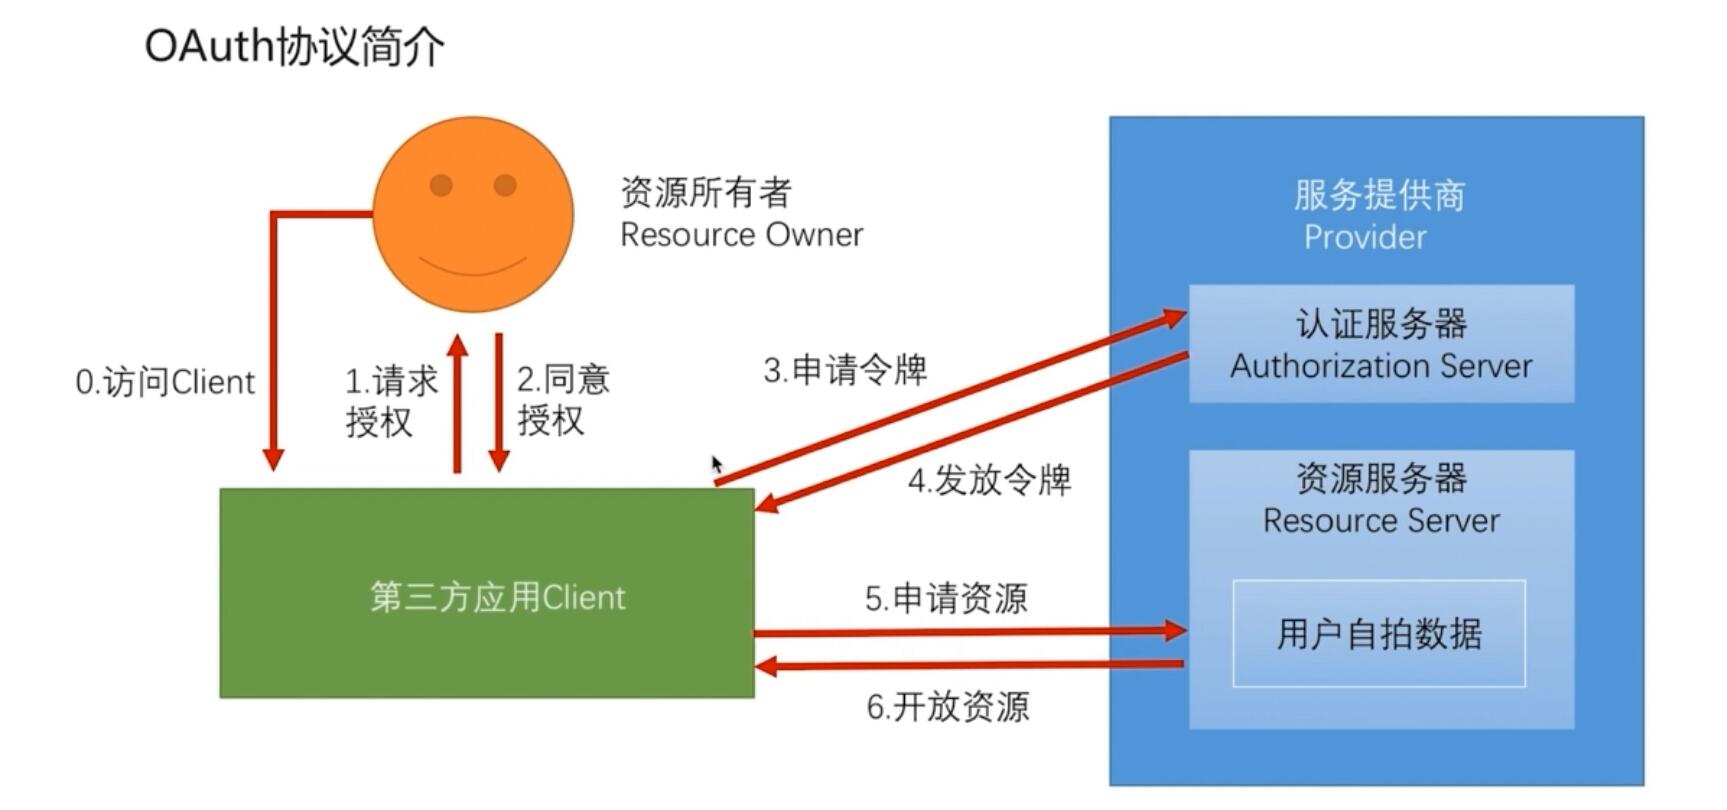 OAuth协议简介
资源所有者
Resource Owner
服务提供商
Provider
认证服务器
Authorization Server
0.访问Client
1.请求
授权
2.同意
授权
3.申请令牌
4.发放令牌
资源服务器
Resource Server
第三方应用Client
5.申请资源
用户自拍数据
6.开放资源